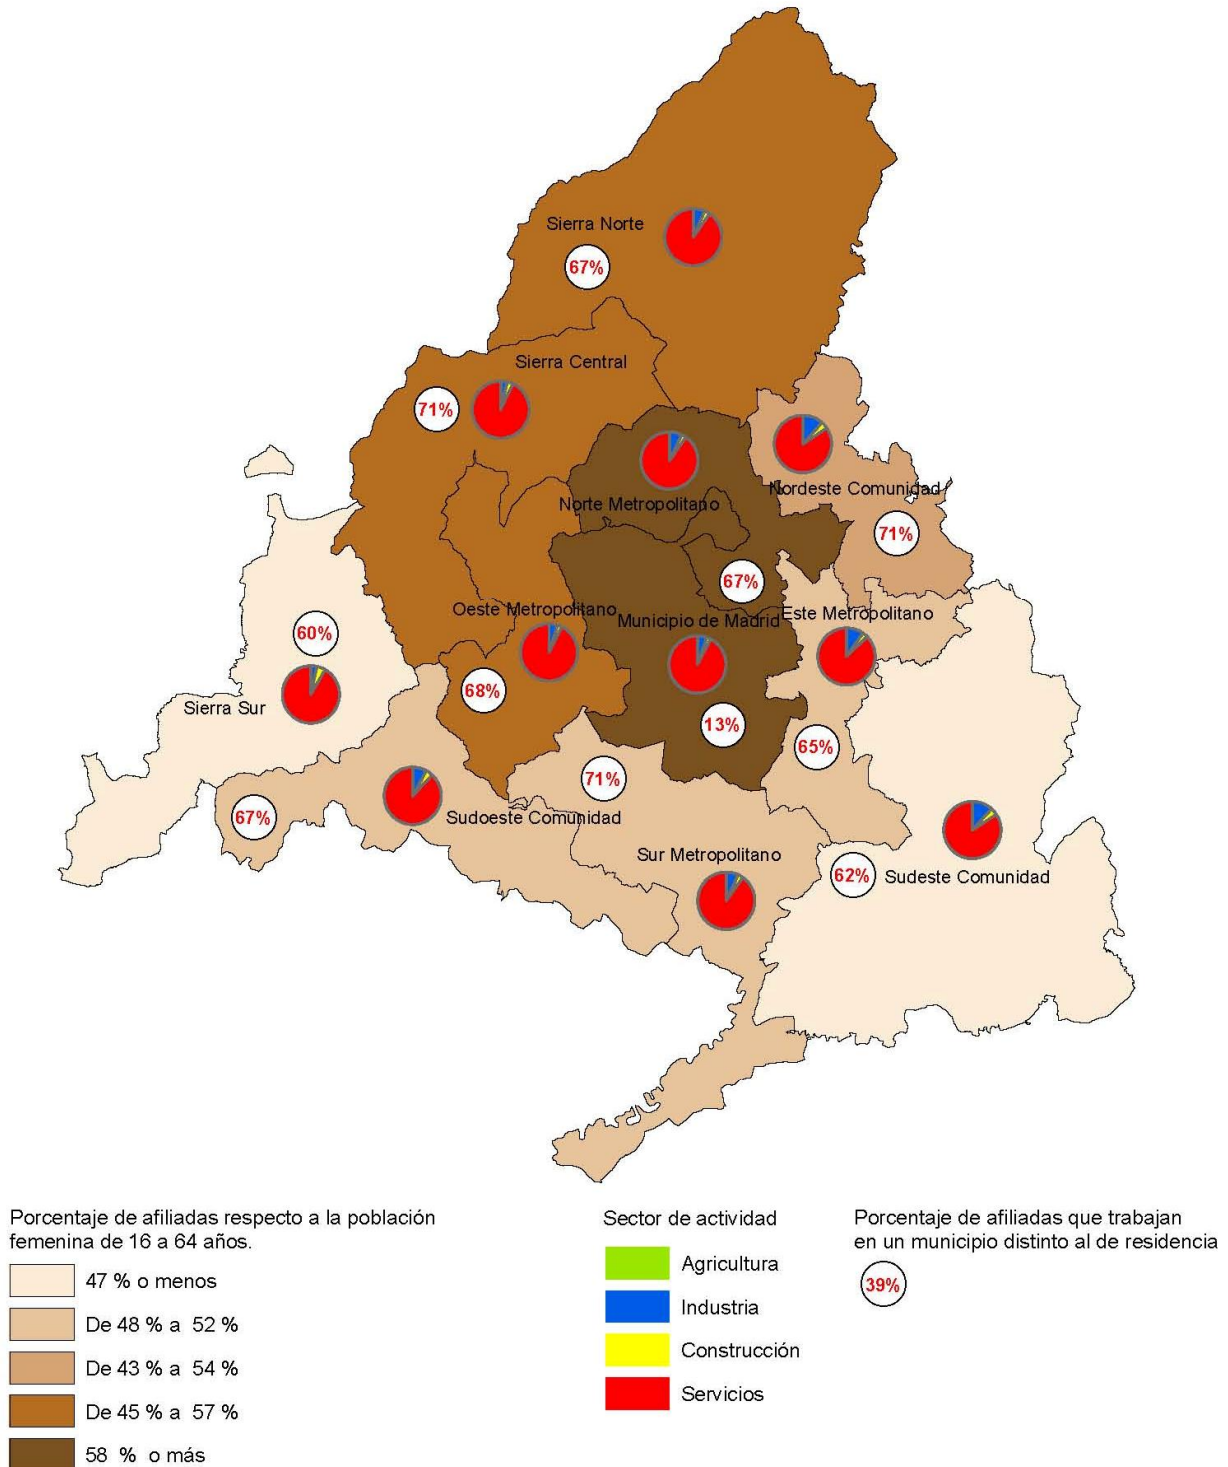 Sierra Norte
67%
Sierra Central
71%
Norte Metropolitano
Nordeste Comunidad
71%
67%
Oeste Metropolitano
Municipio de Madrid
Este Metropolitano
60%
68%
Sierra Sur
13%
65%
71%
67%
Sudoeste Comunidad
Sur Metropolitano
62%
Sudeste Comunidad
Porcentaje de afiliadas respecto a la población
femenina de 16 a 64 años.
47 % o menos
De 48 % a 52 %
De 43 % a 54 %
De 45 % a 57 %
58 % o más
Sector de actividad
Agricultura
Industria
Construcción
Servicios
Porcentaje de afiliadas que trabajan
en un municipio distinto al de residencia
39%